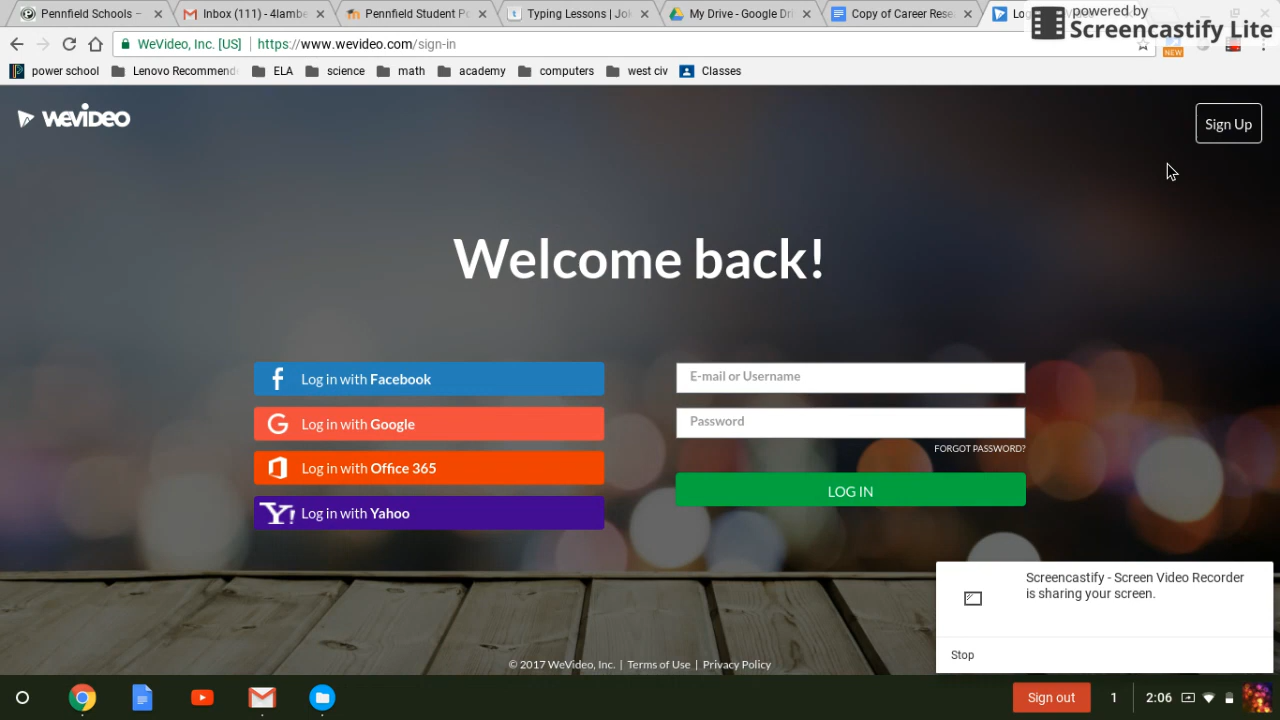 Pennfield Schools –
Inbox (111) - 4lamb
Pennfield Student Po
Typing Lessons | Jo
My Drive - Google Dr
Copy of Career Rese
Lo
powered by
Screencastify Lite
WeVideo, Inc. [US]
https://www.wevideo.com/sign-in
NEW
power school
Lenovo Recommend
ELA
science
math
academy
computers
west civ
Classes
WEVIDEO
Sign Up
Welcome back!
Log in with Facebook
Log in with Google
Log in with Office 365
Log in with Yahoo
E-mail or Username
Password
FORGOT PASSWORD?
LOG IN
Screencastify - Screen Video Recorder
is sharing your screen.
Stop
© 2017 WeVideo, Inc. | Terms of Use | Privacy Policy
Sign out
1
2:06